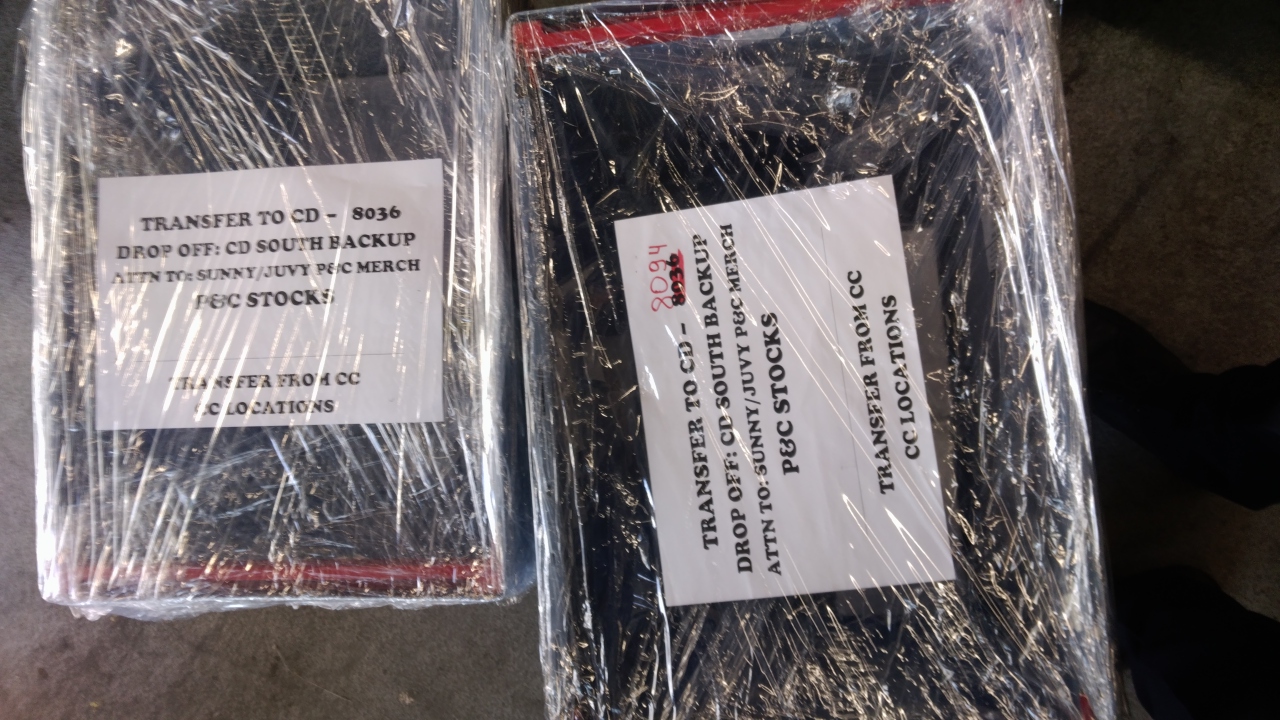 TRANSFER TO CD - 8036
DROP OFF: CD SOUTH BACKUP
ATTN TO: SUNNY/JUVY P&C MERCH
P&C STOCKS
TRANSFER FROM CC
CC LOCATIONS
8094
TRANSFER TO CD - 8036
DROP OFF: CD SOUTH BACKUP
ATTN TO: SUNNY/JUVY P&C MERCH
P&C STOCKS
TRANSFER FROM CC
CC LOCATIONS